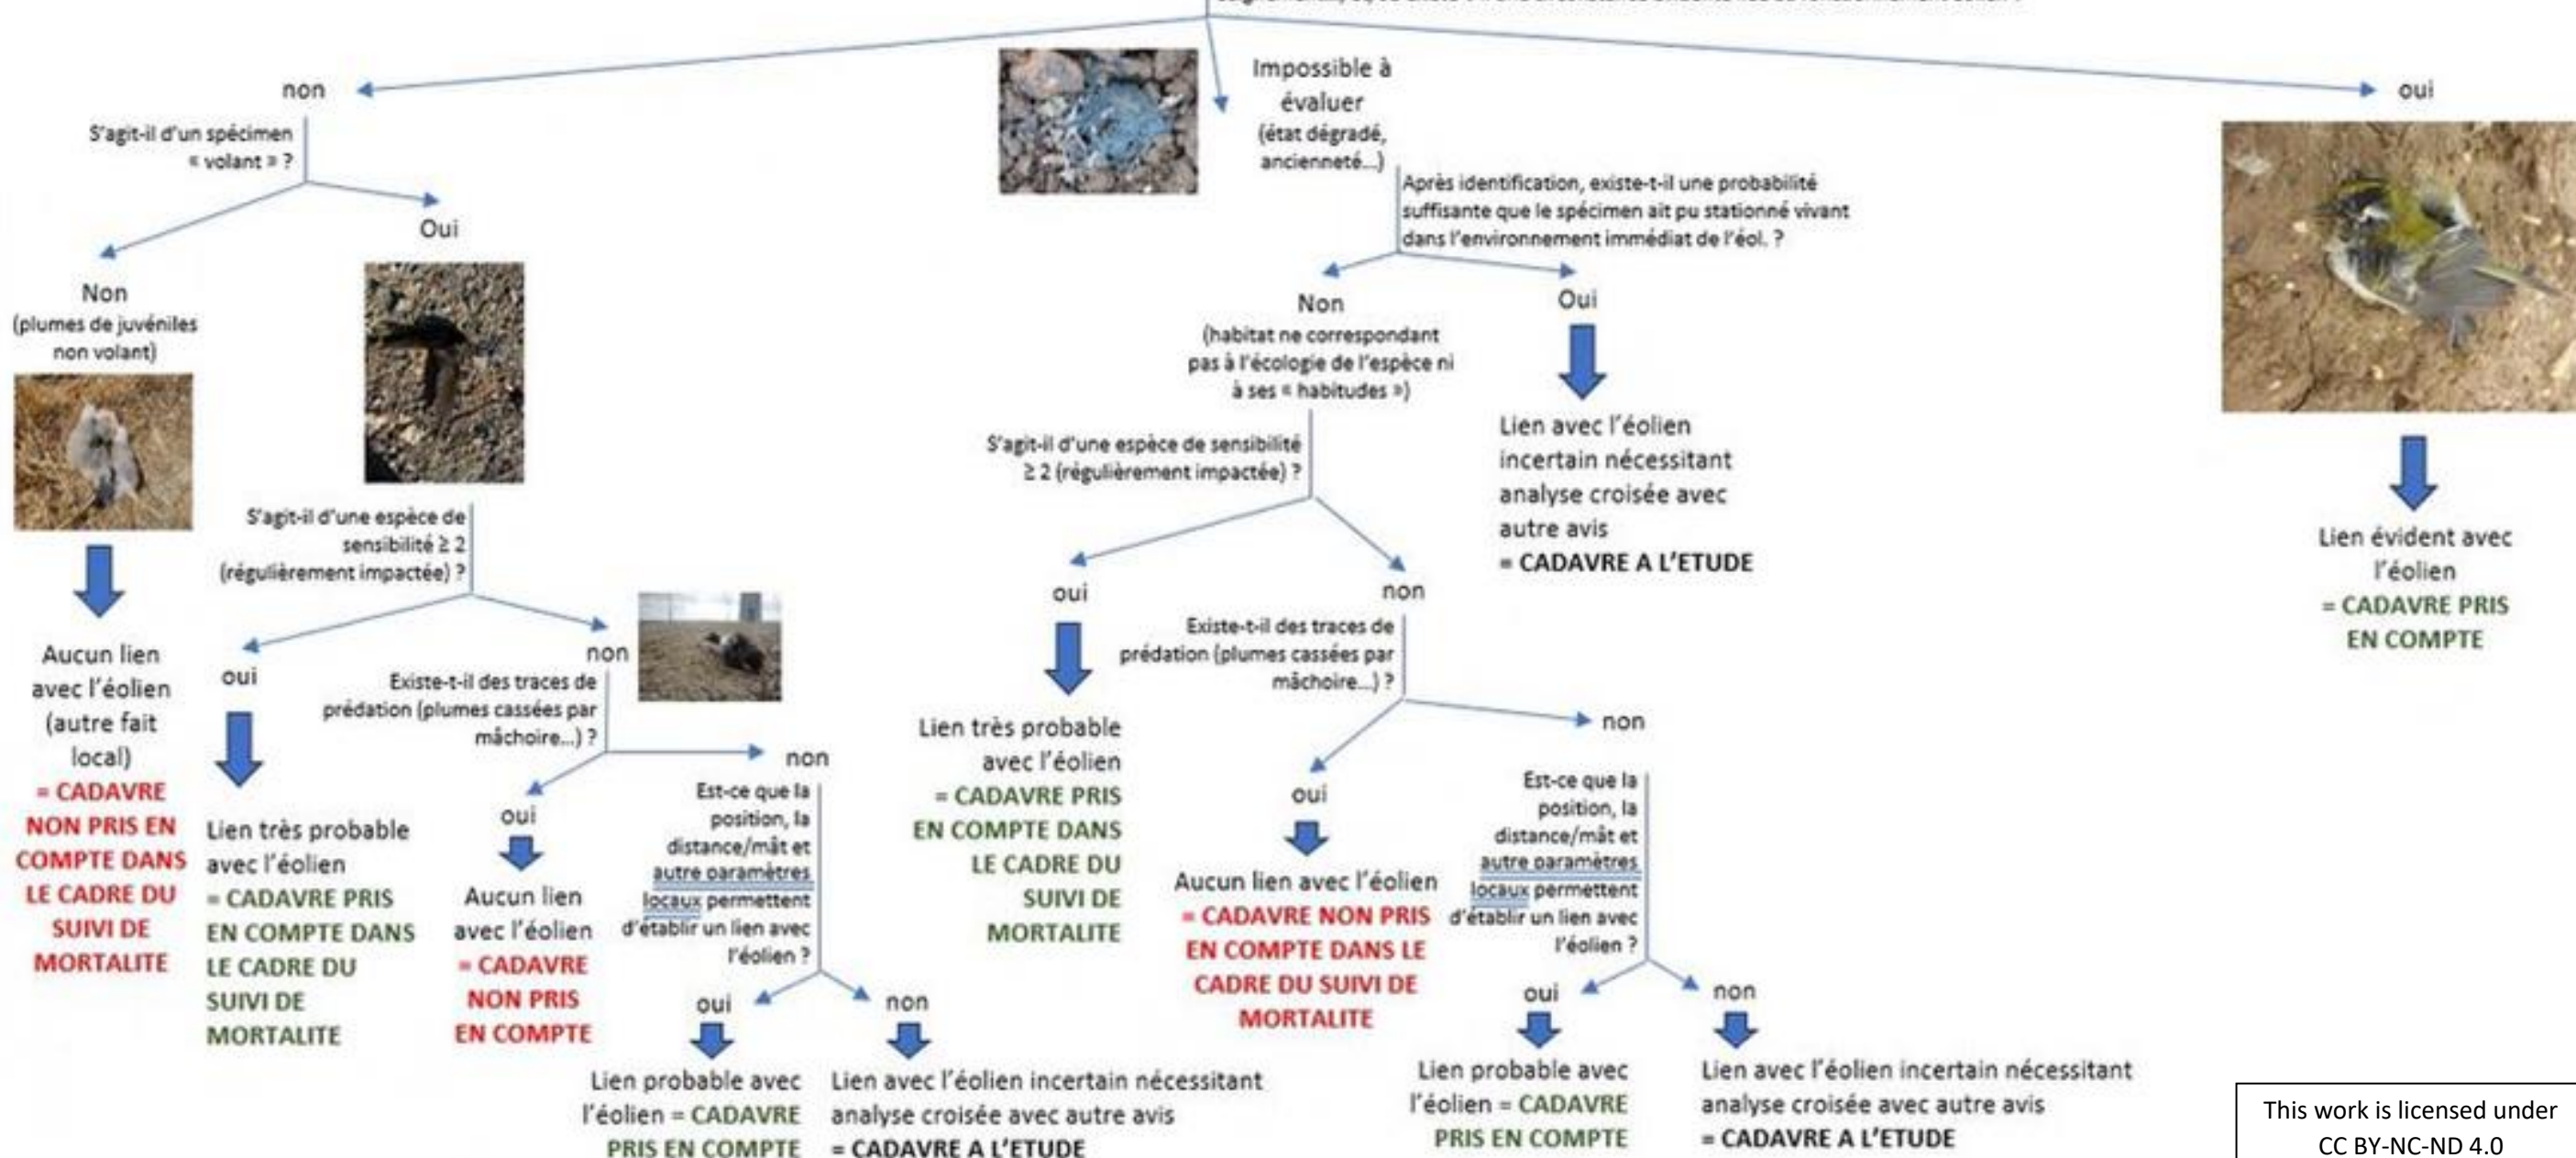 non
S'agit-il d'un spécimen
« volant » ?
Oui
Non
(plumes de juvéniles
non volant)
Aucun lien
avec l'éolien
(autre fait
local)
= CADAVRE
NON PRIS EN
COMPTE DANS
LE CADRE DU
SUIVI DE
MORTALITE
S'agit-il d'une espèce de
sensibilité ≥ 2
(régulièrement impactée) ?
oui
Lien très probable
avec l'éolien
= CADAVRE PRIS
EN COMPTE DANS
LE CADRE DU
SUIVI DE
MORTALITE
non
Existe-t-il des traces de
prédation (plumes cassées par
mâchoire...) ?
oui
Aucun lien
avec l'éolien
= CADAVRE
NON PRIS
EN COMPTE
non
Est-ce que la
position, la
distance/mât et
autre paramètres
locaux permettent
d'établir un lien avec
l'éolien ?
oui
Lien probable avec
l'éolien = CADAVRE
PRIS EN COMPTE
non
Lien avec l'éolien incertain nécessitant
analyse croisée avec autre avis
= CADAVRE A L'ETUDE
Impossible à
évaluer
(état dégradé,
ancienneté...)
Après identification, existe-t-il une probabilité
suffisante que le spécimen ait pu stationné vivant
dans l'environnement immédiat de l'éol. ?
Non
(habitat ne correspondant
pas à l'écologie de l'espèce ni
à ses « habitudes »)
Oui
Lien avec l'éolien
incertain nécessitant
analyse croisée avec
autre avis
= CADAVRE A L'ETUDE
S'agit-il d'une espèce de sensibilité
≥ 2 (régulièrement impactée) ?
oui
Lien très probable
avec l'éolien
= CADAVRE PRIS
EN COMPTE DANS
LE CADRE DU
SUIVI DE
MORTALITE
non
Existe-t-il des traces de
prédation (plumes cassées par
mâchoire...) ?
oui
Aucun lien avec l'éolien
= CADAVRE NON PRIS
EN COMPTE DANS LE
CADRE DU SUIVI DE
MORTALITE
non
Est-ce que la
position, la
distance/mât et
autre paramètres
locaux permettent
d'établir un lien avec
l'éolien ?
oui
Lien probable avec
l'éolien = CADAVRE
PRIS EN COMPTE
non
Lien avec l'éolien incertain nécessitant
analyse croisée avec autre avis
= CADAVRE A L'ETUDE
oui
Lien évident avec
l'éolien
= CADAVRE PRIS
EN COMPTE
This work is licensed under
CC BY-NC-ND 4.0